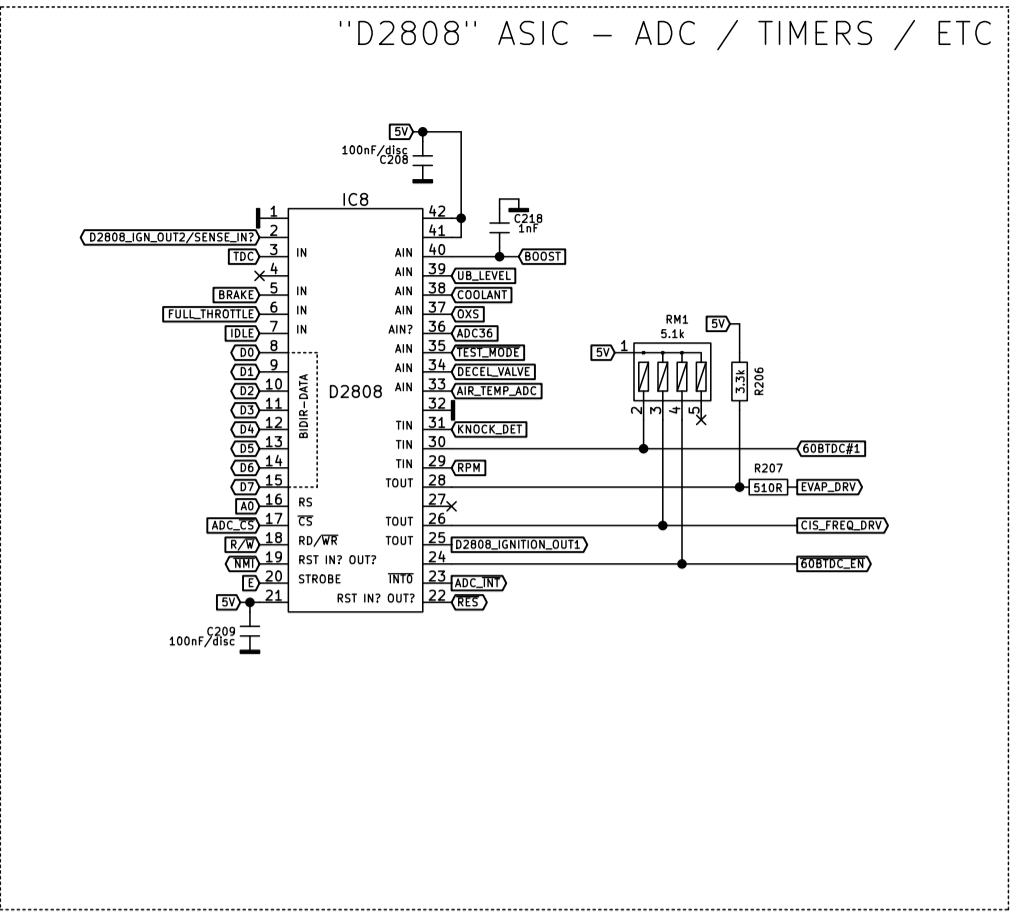 "D2808" ASIC – ADC / TIMERS / ETC
5V
100nF/disc
C208
IC8
C218
1nF
1
42
2
41
D2808_IGN_OUT2/SENSE_IN?
TDC
3
IN
AIN
40
BOOST
4
AIN
39
UB_LEVEL
BRAKE
5
IN
AIN
38
COOLANT
FULL_THROTTLE
6
IN
AIN
37
OXS
IDLE
7
IN
AIN?
36
ADC36
D0
8
AIN
35
TEST_MODE
D1
9
AIN
34
DECEL_VALVE
D2
10
AIN
33
AIR_TEMP_ADC
D3
11
32
D4
12
TIN
31
KNOCK_DET
D5
13
TIN
30
60BTDC#1
D6
14
TIN
29
RPM
D7
15
TOUT
28
BIDIR-DATA
D2808
A0
16
RS
27
ADC_CS
17
CS
TOUT
26
CIS_FREQ_DRV
R/W
18
RD/WR
TOUT
25
D2808_IGNITION_OUT1
NMI
19
RST IN? OUT?
24
60BTDC_EN
E
20
STROBE
INT0
23
ADC_INT
5V
21
RST IN? OUT?
22
RES
C209
100nF/disc
RM1
5.1k
5V
1
2
3
4
5
5V
3.3k
R206
R207
510R
EVAP_DRV